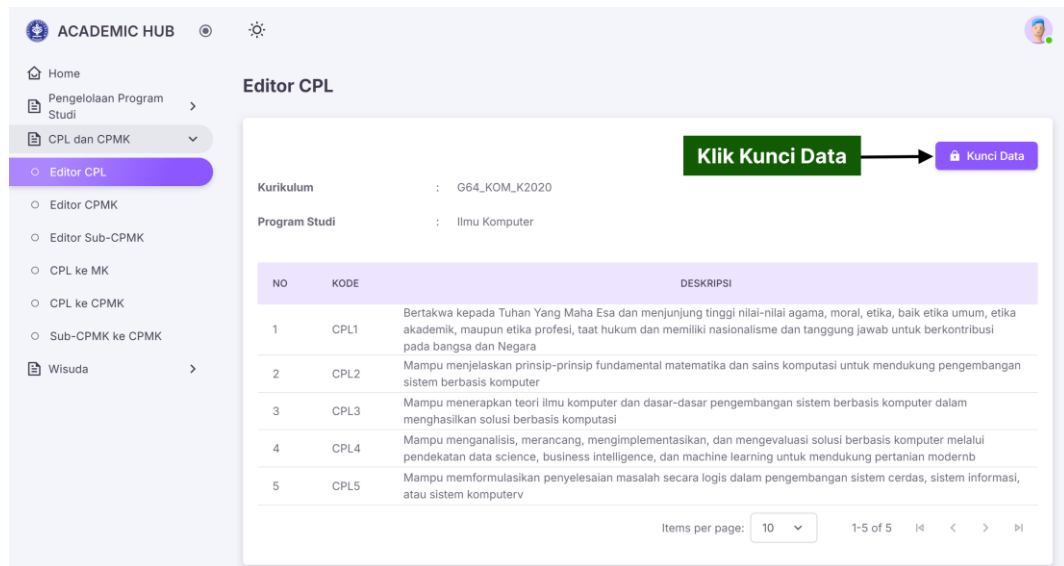 ACADEMIC HUB
Home
Pengelolaan Program
Studi
CPL dan CPMK
Editor CPL
Editor CPMK
Editor Sub-CPMK
CPL ke MK
CPL ke CPMK
Sub-CPMK ke CPMK
Wisuda
Editor CPL
Klik Kunci Data
Kunci Data
Kurikulum : G64_KOM_K2020
Program Studi : Ilmu Komputer
NO KODE DESKRIPSI
1 CPL1 Bertakwa kepada Tuhan Yang Maha Esa dan menjunjung tinggi nilai-nilai agama, moral, etika, baik etika umum, etika
akademik, maupun etika profesi, taat hukum dan memiliki nasionalisme dan tanggung jawab untuk berkontribusi
pada bangsa dan Negara
2 CPL2 Mampu menjelaskan prinsip-prinsip fundamental matematika dan sains komputasi untuk mendukung pengembangan
sistem berbasis komputer
3 CPL3 Mampu menerapkan teori ilmu komputer dan dasar-dasar pengembangan sistem berbasis komputer dalam
menghasilkan solusi berbasis komputasi
4 CPL4 Mampu menganalisis, merancang, mengimplementasikan, dan mengevaluasi solusi berbasis komputer melalui
pendekatan data science, business intelligence, dan machine learning untuk mendukung pertanian modernb
5 CPL5 Mampu memformulasikan penyelesaian masalah secara logis dalam pengembangan sistem cerdas, sistem informasi,
atau sistem komputerv
Items per page: 10 1-5 of 5